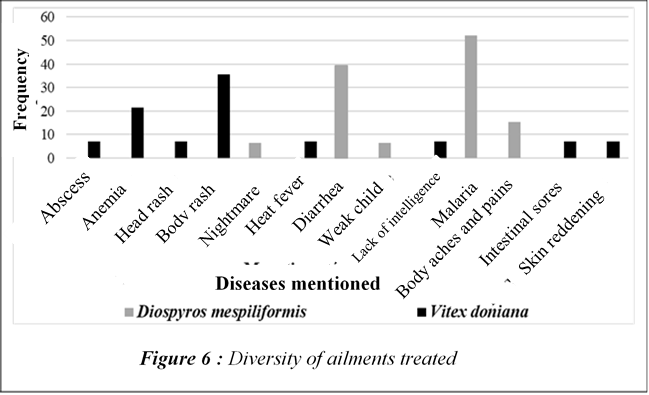 60
50
40
30
20
10
0
Frequency
Abscess
Anemia
Head rash
Body rash
Nightmare
Heat fever
Diarrhea
Weak child
Lack of intelligence
Malaria
Body aches and pains
Intestinal sores
Skin reddening
Diseases mentioned
Diospyros mespiliformis
Vitex doniana
Figure 6 : Diversity of ailments treated